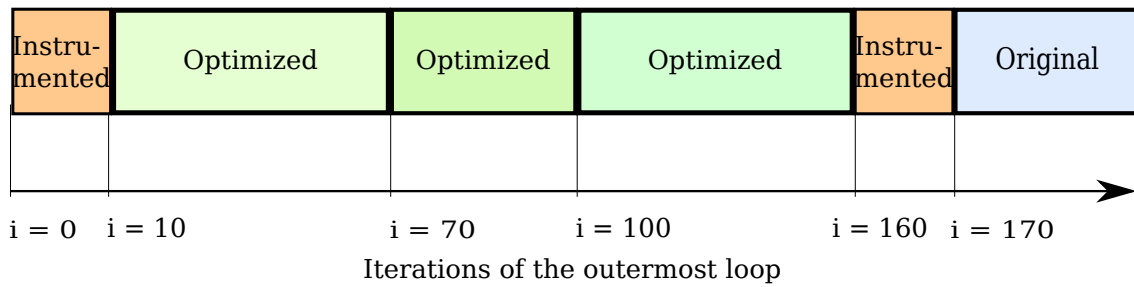 Instru-
mented
Optimized
Optimized
Optimized
Instru-
mented
Original
i = 0
i = 10
i = 70
i = 100
i = 160
i = 170
Iterations of the outermost loop